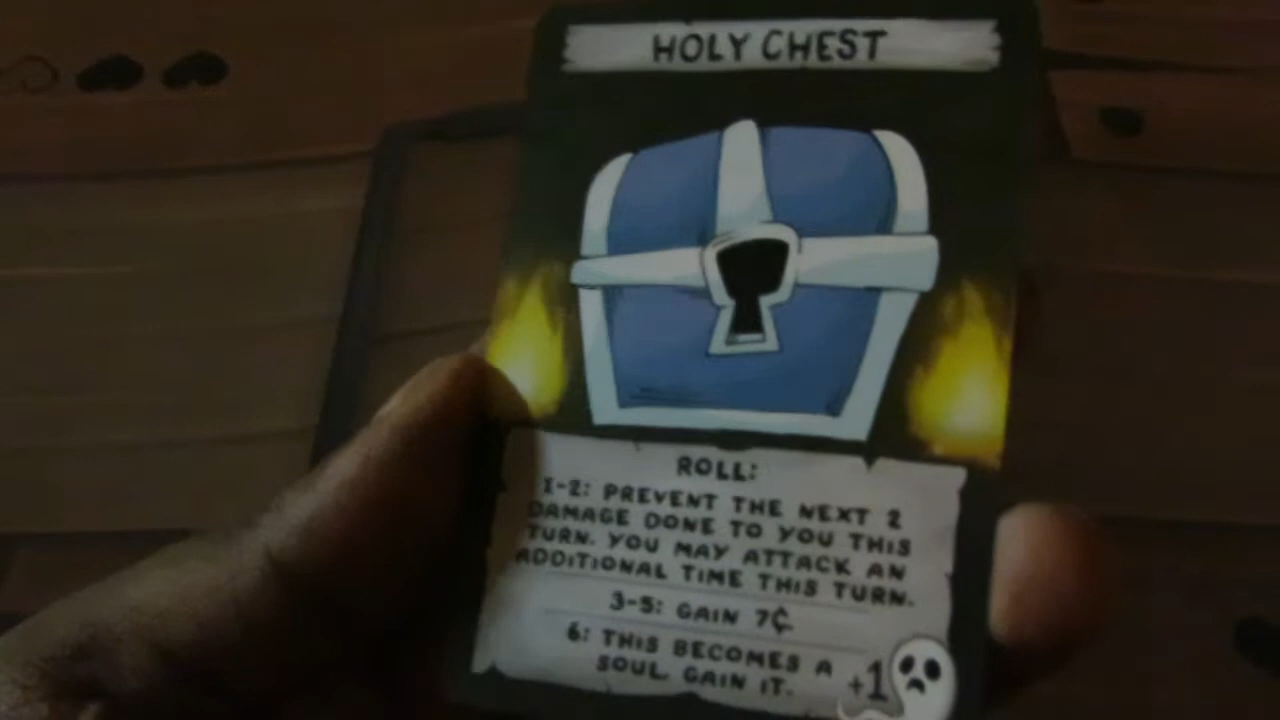 HOLY CHEST
ROLL:
1-2: PREVENT THE NEXT 2
DAMAGE DONE TO YOU THIS
TURN. YOU MAY ATTACK AN
ADDITIONAL TIME THIS TURN.
3-5: GAIN 7¢
6: THIS BECOMES A
SOUL. GAIN IT.
+1